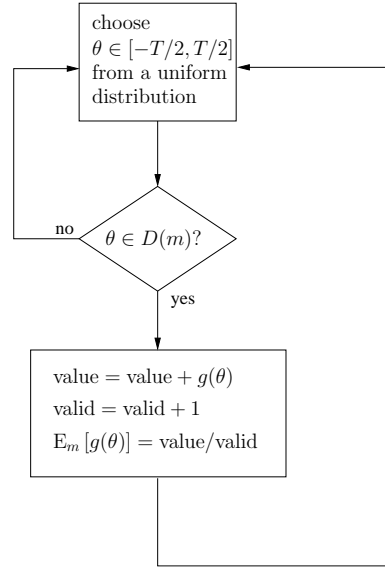 choose
θ ∈ [−T/2, T/2]
from a uniform
distribution
no
θ ∈ D(m)?
yes
value = value + g(θ)
valid = valid + 1
E_m [g(θ)] = value/valid